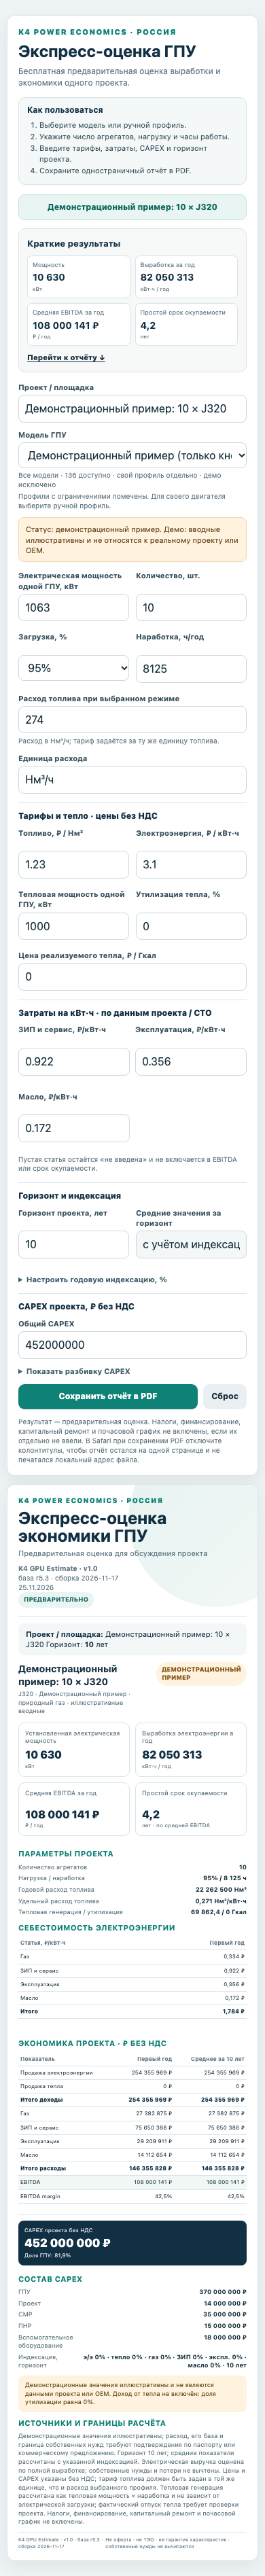 K4 POWER ECONOMICS · РОССИЯ
Экспресс-оценка ГПУ
Бесплатная предварительная оценка выработки и
экономики одного проекта.
Как пользоваться
1. Выберите модель или ручной профиль.
2. Укажите число агрегатов, нагрузку и часы работы.
3. Введите тарифы, затраты, CAPEX и горизонт
проекта.
4. Сохраните одностраничный отчёт в PDF.
Демонстрационный пример: 10 × J320
Краткие результаты
Мощность
10 630
кВт
Выработка за год
82 050 313
кВт·ч / год
Средняя EBITDA за год
108 000 141 ₽
₽ / год
Простой срок окупаемости
4,2
лет
Перейти к отчёту ↓
Проект / площадка
Демонстрационный пример: 10 × J320
Модель ГПУ
Демонстрационный пример (только кно
Все модели · 136 доступно · свой профиль отдельно · демо
исключено
Профили с ограничениями помечены. Для своего двигателя
выберите ручной профиль.
Статус: демонстрационный пример. Демо: вводные
иллюстративны и не относятся к реальному проекту или
OEM.
Электрическая мощность
одной ГПУ, кВт
1063
Количество, шт.
10
Загрузка, %
95%
Наработка, ч/год
8125
Расход топлива при выбранном режиме
274
Расход в Нм³/ч; тариф задаётся за ту же единицу топлива.
Единица расхода
Нм³/ч
Тарифы и тепло · цены без НДС
Топливо, ₽ / Нм³
1.23
Электроэнергия, ₽ / кВт·ч
3.1
Тепловая мощность одной
ГПУ, кВт
1000
Утилизация тепла, %
0
Цена реализуемого тепла, ₽ / Гкал
0
Затраты на кВт·ч · по данным проекта / СТО
ЗИП и сервис, ₽/кВт·ч
0.922
Эксплуатация, ₽/кВт·ч
0.356
Масло, ₽/кВт·ч
0.172
Пустая статья остаётся «не введена» и не включается в EBITDA
или срок окупаемости.
Горизонт и индексация
Горизонт проекта, лет
10
Средние значения за
горизонт
с учётом индексац
▸ Настроить годовую индексацию, %
CAPEX проекта, ₽ без НДС
Общий CAPEX
452000000
▸ Показать разбивку CAPEX
Сохранить отчёт в PDF
Сброс
Результат — предварительная оценка. Налоги, финансирование,
капитальный ремонт и почасовой график не включены, если их
отдельно не ввели. В Safari при сохранении PDF отключите
колонтитулы, чтобы отчёт остался на одной странице и не
печатался локальный адрес файла.
K4 POWER ECONOMICS · РОССИЯ
Экспресс-оценка
экономики ГПУ
Предварительная оценка для обсуждения проекта
K4 GPU Estimate · v1.0
база r5.3 · сборка 2026-11-17
25.11.2026
ПРЕДВАРИТЕЛЬНО
Проект / площадка: Демонстрационный пример: 10 ×
J320 Горизонт: 10 лет
Демонстрационный
пример: 10 × J320
J320 · Демонстрационный пример ·
природный газ · иллюстративные
вводные
ДЕМОНСТРАЦИОННЫЙ
ПРИМЕР
Установленная электрическая
мощность
10 630
кВт
Выработка электроэнергии в
год
82 050 313
кВт·ч / год
Средняя EBITDA за год
108 000 141 ₽
₽ / год
Простой срок окупаемости
4,2
лет · по средней EBITDA
ПАРАМЕТРЫ ПРОЕКТА
Количество агрегатов 10
Нагрузка / наработка 95% / 8 125 ч
Годовой расход топлива 22 262 500 Нм³
Удельный расход топлива 0,271 Нм³/кВт·ч
Тепловая генерация / утилизация 69 862,4 / 0 Гкал
СЕБЕСТОИМОСТЬ ЭЛЕКТРОЭНЕРГИИ
Статья, ₽/кВт·ч Первый год
Газ 0,334 ₽
ЗИП и сервис 0,922 ₽
Эксплуатация 0,356 ₽
Масло 0,172 ₽
Итого 1,784 ₽
ЭКОНОМИКА ПРОЕКТА · ₽ БЕЗ НДС
Показатель Первый год Среднее за 10 лет
Продажа электроэнергии 254 355 969 ₽ 254 355 969 ₽
Продажа тепла 0 ₽ 0 ₽
Итого доходы 254 355 969 ₽ 254 355 969 ₽
Газ 27 382 875 ₽ 27 382 875 ₽
ЗИП и сервис 75 650 388 ₽ 75 650 388 ₽
Эксплуатация 29 209 911 ₽ 29 209 911 ₽
Масло 14 112 654 ₽ 14 112 654 ₽
Итого расходы 146 355 828 ₽ 146 355 828 ₽
EBITDA 108 000 141 ₽ 108 000 141 ₽
EBITDA margin 42,5% 42,5%
CAPEX проекта без НДС
452 000 000 ₽
Доля ГПУ: 81,9%
СОСТАВ CAPEX
ГПУ 370 000 000 ₽
Проект 14 000 000 ₽
СМР 35 000 000 ₽
ПНР 15 000 000 ₽
Вспомогательное
оборудование
18 000 000 ₽
Индексация,
горизонт
э/э 0% · тепло 0% · газ 0% · ЗИП 0% · экспл. 0% ·
масло 0% · 10 лет
Демонстрационные значения иллюстративны и не являются
данными проекта или OEM. Доход от тепла не включён: доля
утилизации равна 0%.
ИСТОЧНИКИ И ГРАНИЦЫ РАСЧЁТА
Демонстрационные значения иллюстративны; расход, его база и
граница собственных нужд требуют подтверждения по паспорту или
коммерческому предложению. Горизонт 10 лет; средние показатели
рассчитаны с указанной индексацией. Электрическая выручка оценена по
валовой выработке; собственные нужды и потери не вычтены. Цены и
CAPEX указаны без НДС; тариф топлива должен быть задан в той же
единице, что и расход выбранного профиля. Тепловая генерация
рассчитана как тепловая мощность × наработка и не зависит от
электрической загрузки; фактический отпуск тепла требует проверки
проекта. Налоги, финансирование, капитальный ремонт и почасовой
график не включены.
K4 GPU Estimate · v1.0 · база r5.3 ·
сборка 2026-11-17
Не оферта · не ТЭО · не гарантия характеристик ·
собственные нужды не вычитаются